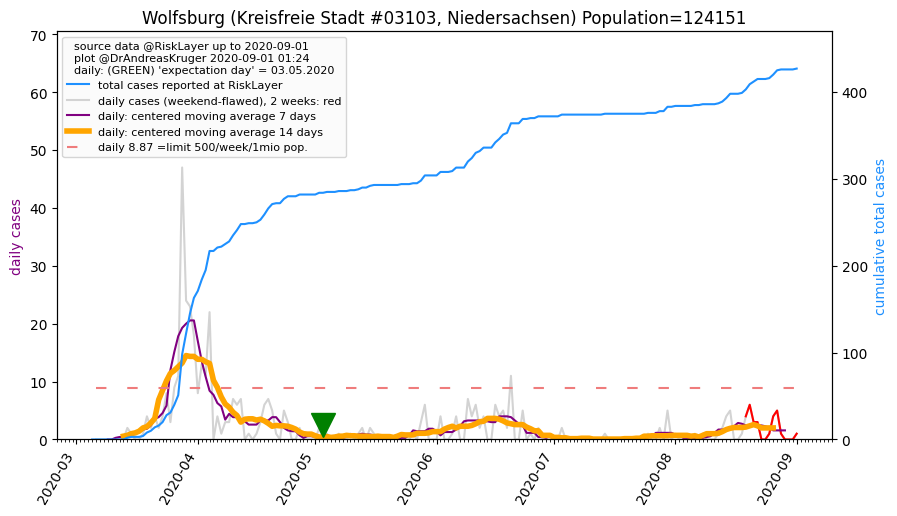 Wolfsburg (Kreisfreie Stadt #03103, Niedersachsen) Population=124151
source data @RiskLayer up to 2020-09-01
plot @DrAndreasKruger 2020-09-01 01:24
daily: (GREEN) 'expectation day' = 03.05.2020
total cases reported at RiskLayer
daily cases (weekend-flawed), 2 weeks: red
daily: centered moving average 7 days
daily: centered moving average 14 days
daily 8.87 =limit 500/week/1mio pop.
daily cases
70
60
50
40
30
20
10
0
cumulative total cases
400
300
200
100
0
2020-03
2020-04
2020-05
2020-06
2020-07
2020-08
2020-09